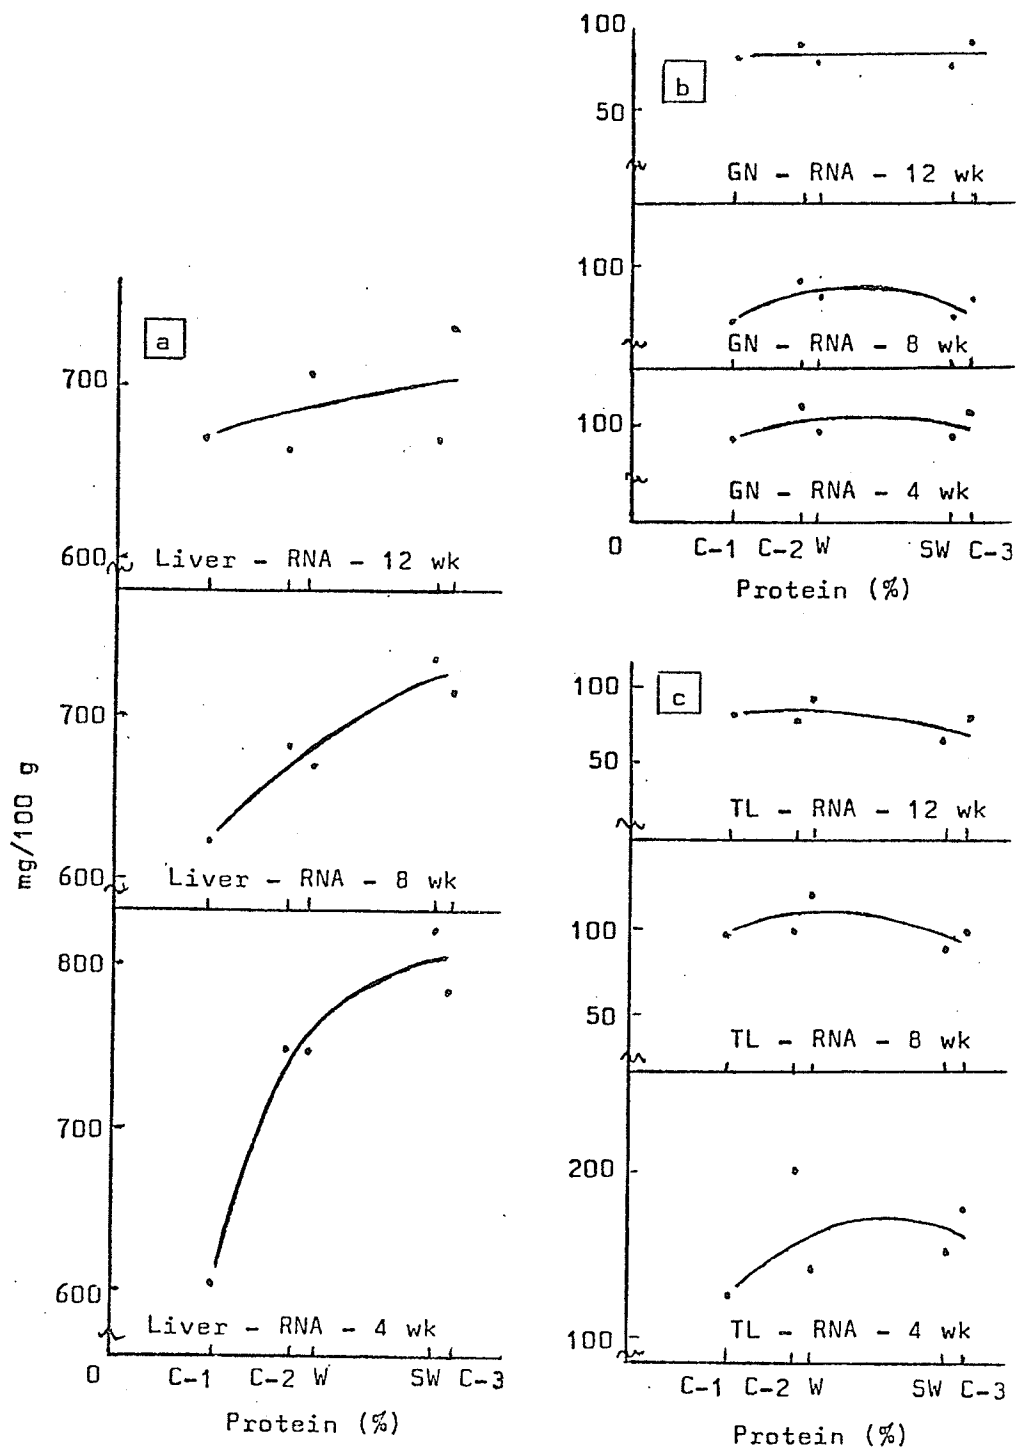 a
700
600
Liver - RNA - 12 wk
700
600
Liver - RNA - 8 wk
800
700
600
Liver - RNA - 4 wk
0 C-1 C-2 W SW C-3
Protein (%)
mg/100 g
100
b
50
GN - RNA - 12 wk
100
GN - RNA - 8 wk
100
GN - RNA - 4 wk
0 C-1 C-2 W SW C-3
Protein (%)
100
c
50
TL - RNA - 12 wk
100
50
TL - RNA - 8 wk
200
100
TL - RNA - 4 wk
C-1 C-2 W SW C-3
Protein (%)